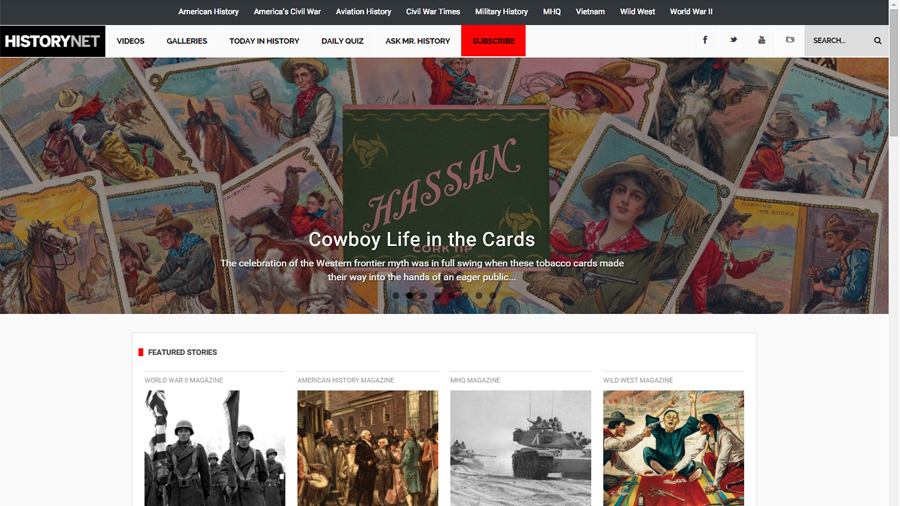 American History America's Civil War Aviation History Civil War Times Military History MHQ Vietnam Wild West World War II
HISTORYNET VIDEOS GALLERIES TODAY IN HISTORY DAILY QUIZ ASK MR. HISTORY SUBSCRIBE SEARCH...
HASSAN
CORK TIP
Cowboy Life in the Cards
The celebration of the Western frontier myth was in full swing when these tobacco cards made
their way into the hands of an eager public...
FEATURED STORIES
WORLD WAR II MAGAZINE AMERICAN HISTORY MAGAZINE MHQ MAGAZINE WILD WEST MAGAZINE